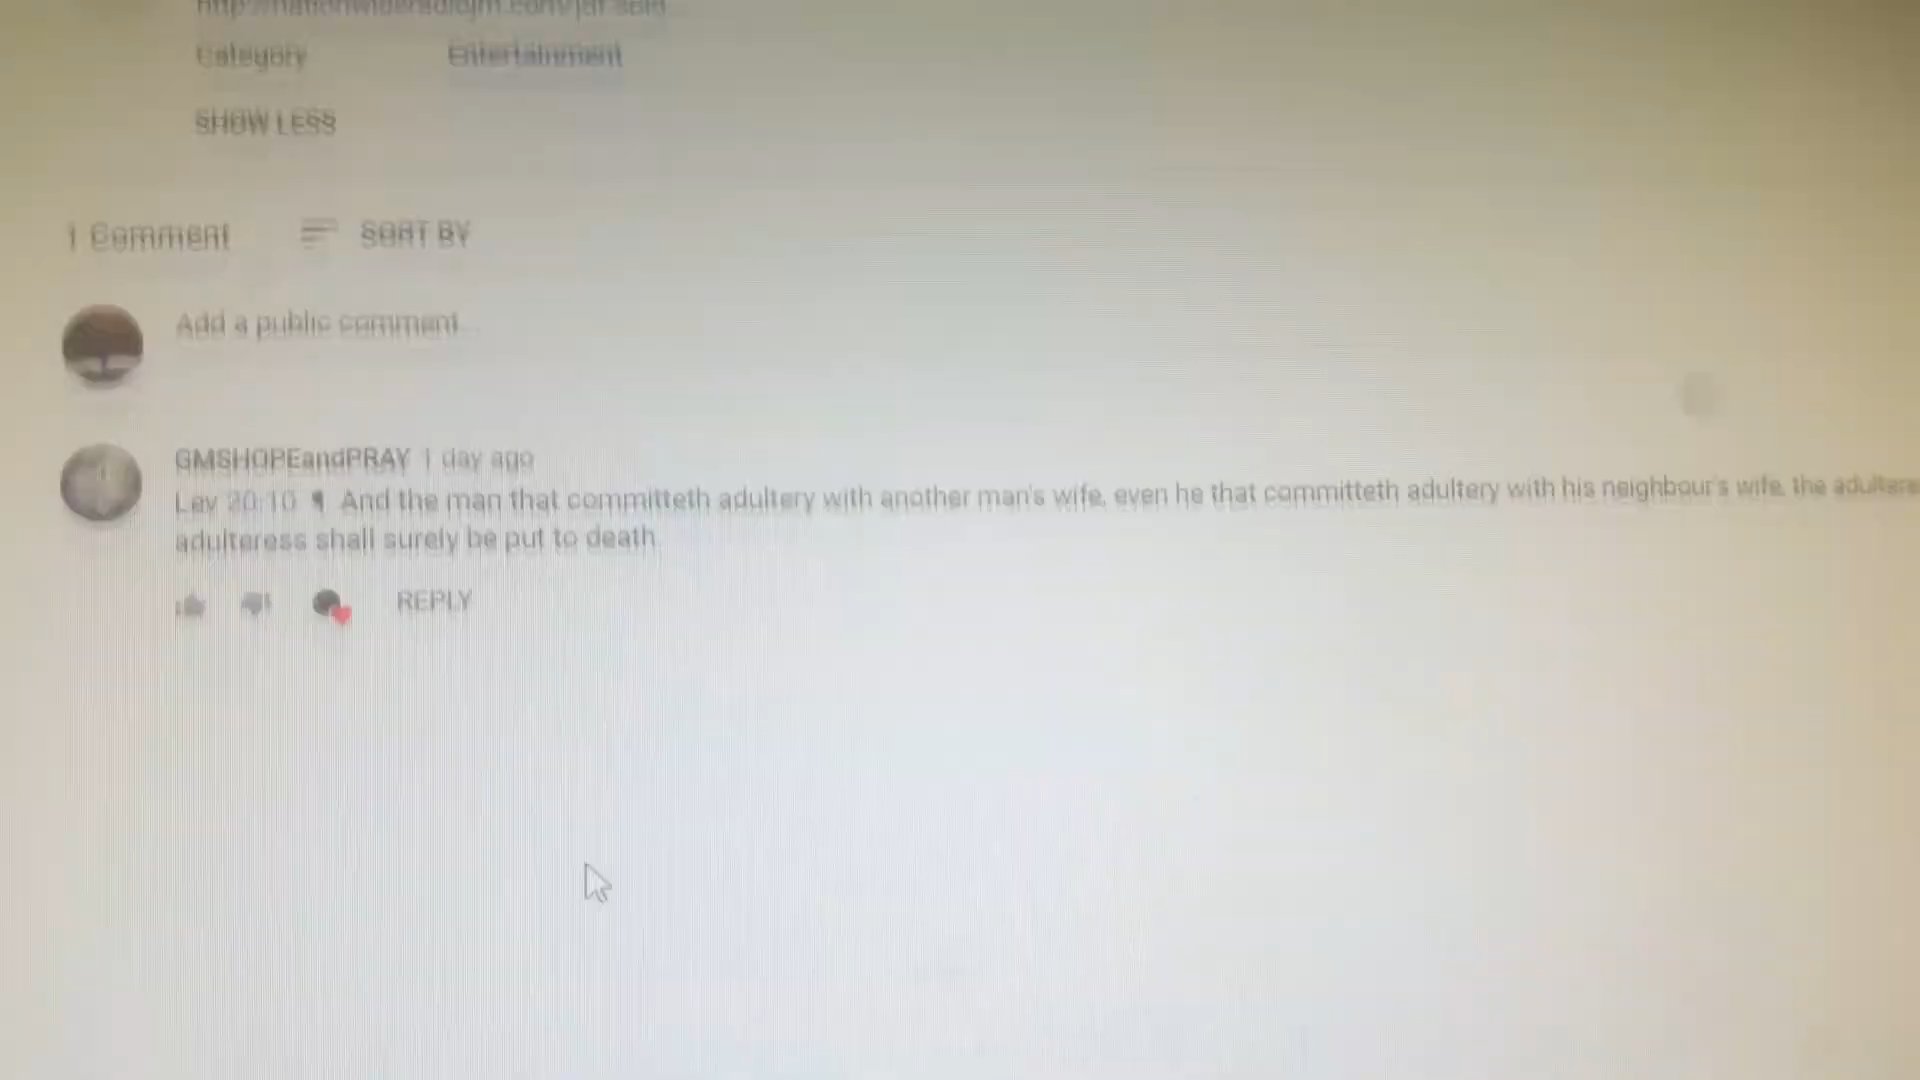 Category Entertainment
SHOW LESS
1 Comment SORT BY
Add a public comment...
GMSHOPEandPRAY 1 day ago
Lev 20:10 ¶ And the man that committeth adultery with another man's wife, even he that committeth adultery with his neighbour's wife, the
adulteress shall surely be put to death.
REPLY